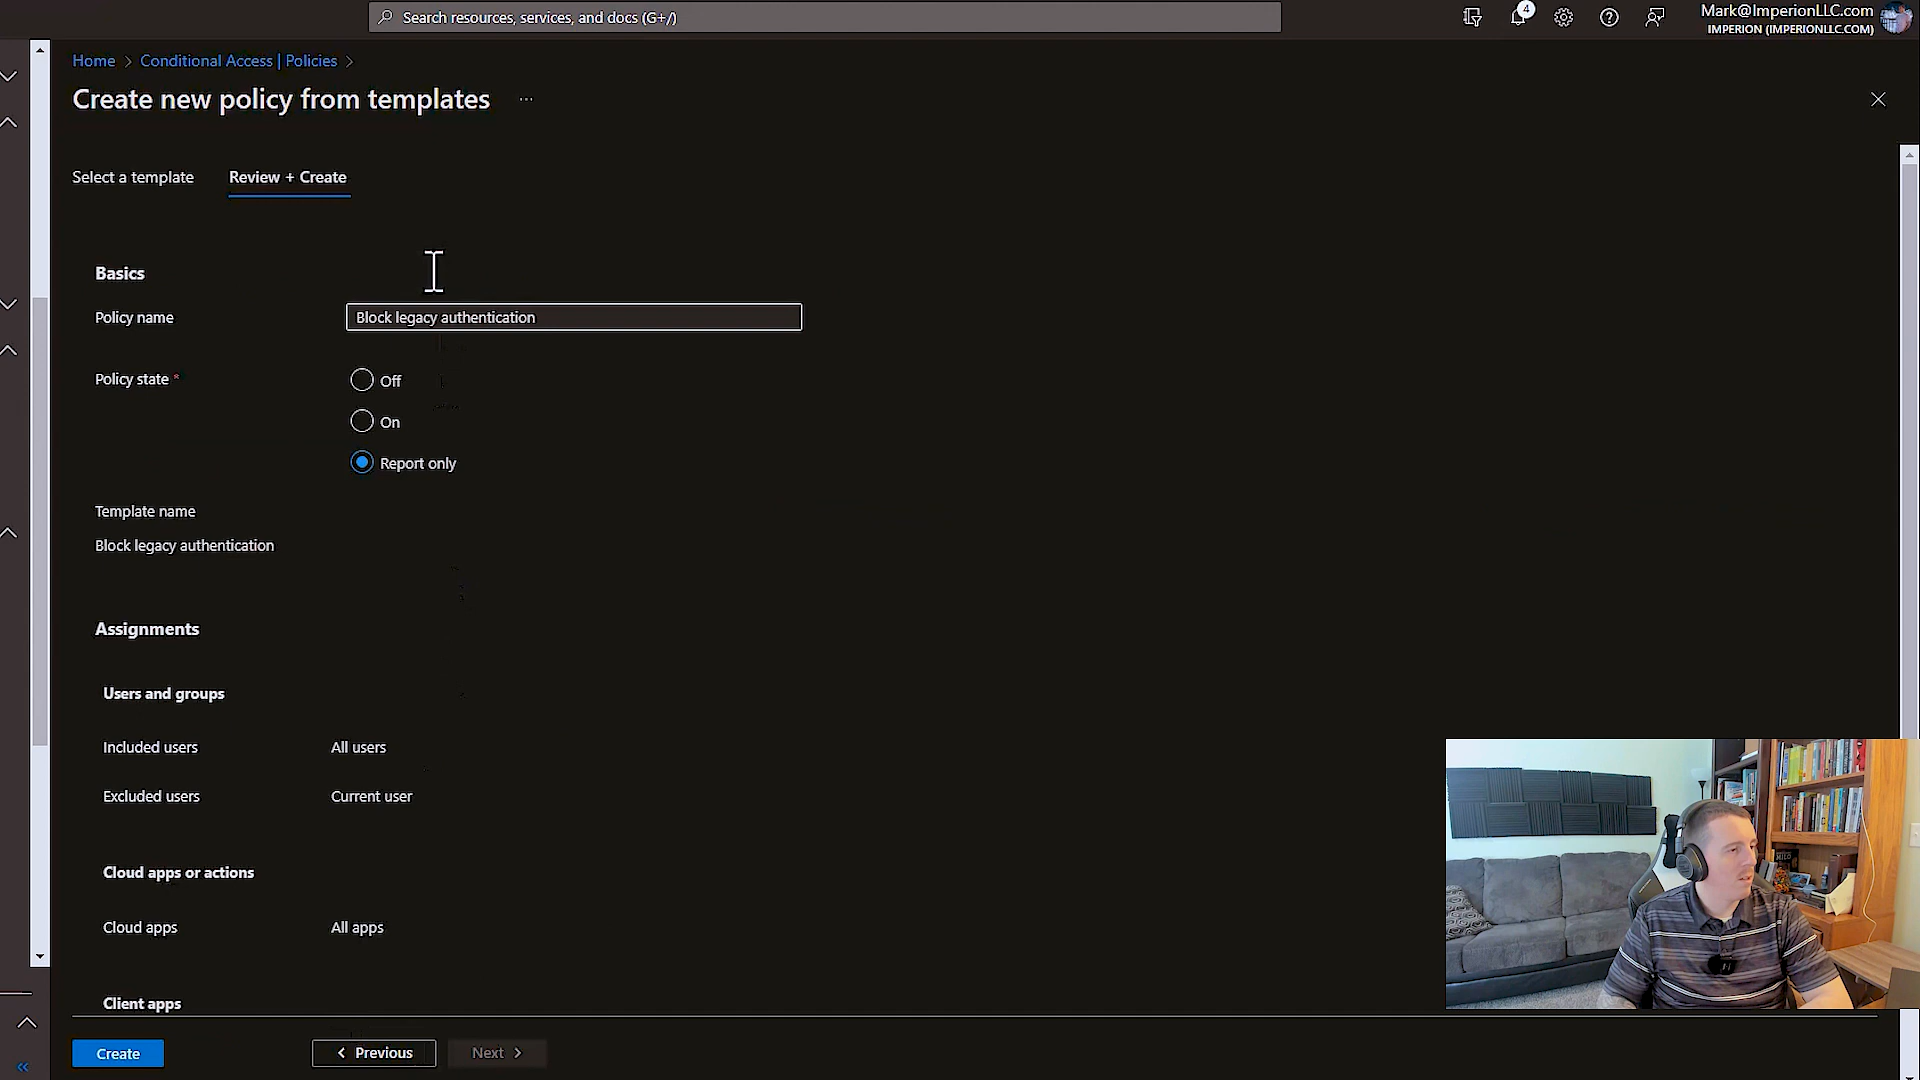 Search resources, services, and docs (G+/)
4
Mark@ImperionLLC.com
IMPERION (IMPERIONLLC.COM)
Home > Conditional Access | Policies >
Create new policy from templates ...
Select a template
Review + Create
Basics
Policy name
Block legacy authentication
Policy state *
Off
On
Report only
Template name
Block legacy authentication
Assignments
Users and groups
Included users
All users
Excluded users
Current user
Cloud apps or actions
Cloud apps
All apps
Client apps
Create
< Previous
Next >